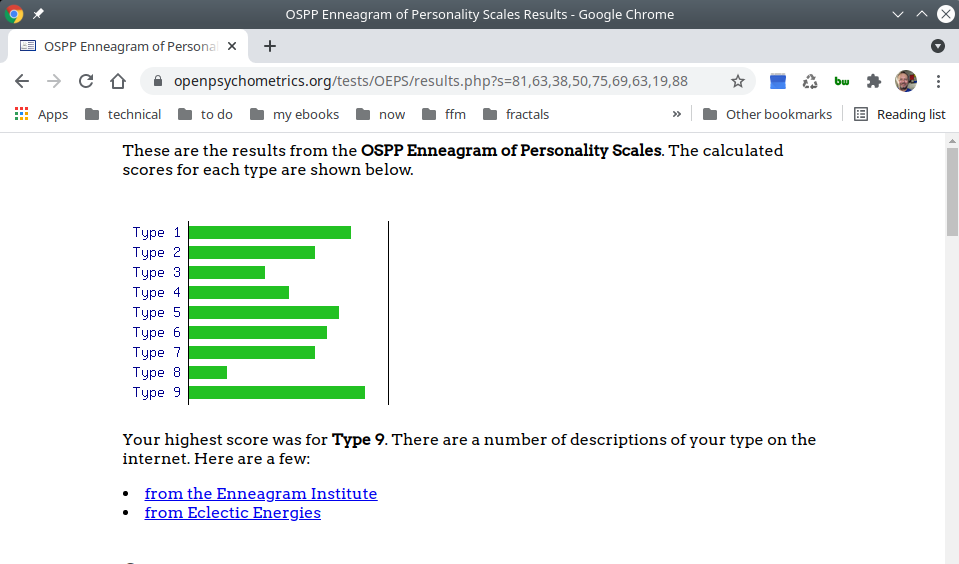 OSPP Enneagram of Personality Scales Results - Google Chrome
OSPP Enneagram of Persona
openpsychometrics.org/tests/OEPS/results.php?s=81,63,38,50,75,69,63,19,88
bw
Apps technical to do my ebooks now ffm fractals » Other bookmarks Reading list
These are the results from the OSPP Enneagram of Personality Scales. The calculated
scores for each type are shown below.
Type 1
Type 2
Type 3
Type 4
Type 5
Type 6
Type 7
Type 8
Type 9
Your highest score was for Type 9. There are a number of descriptions of your type on the
internet. Here are a few:
• from the Enneagram Institute
• from Eclectic Energies